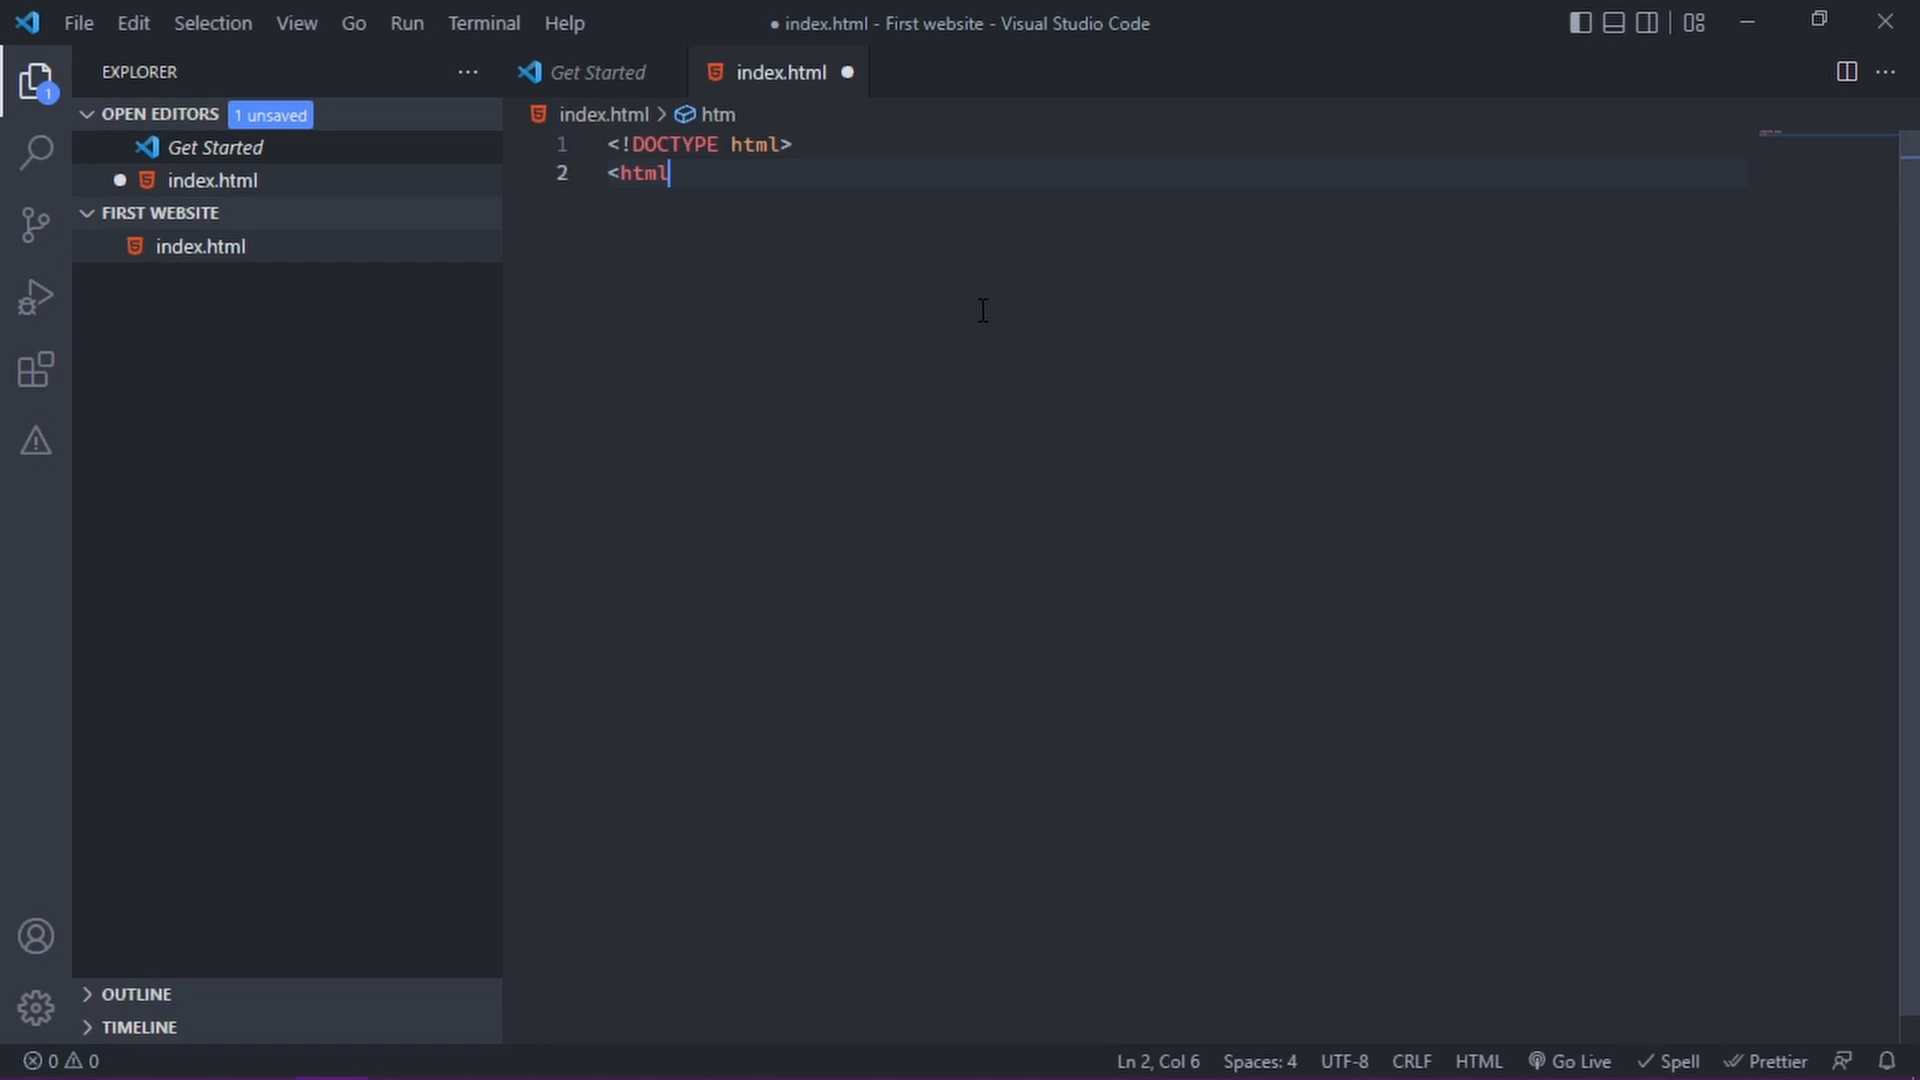 File Edit Selection View Go Run Terminal Help
● index.html - First website - Visual Studio Code
EXPLORER
Get Started
index.html ●
1
OPEN EDITORS 1 unsaved
index.html > htm
Get Started
1 <!DOCTYPE html>
● index.html
2 <html
FIRST WEBSITE
index.html
OUTLINE
TIMELINE
0 0
Ln 2, Col 6 Spaces: 4 UTF-8 CRLF HTML Go Live Spell Prettier